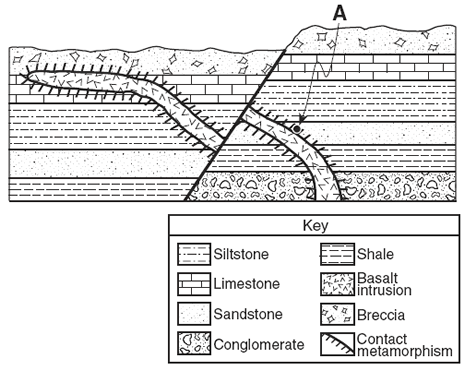 A
Key
Siltstone
Shale
Limestone
Basalt
intrusion
Sandstone
Breccia
Conglomerate
Contact
metamorphism